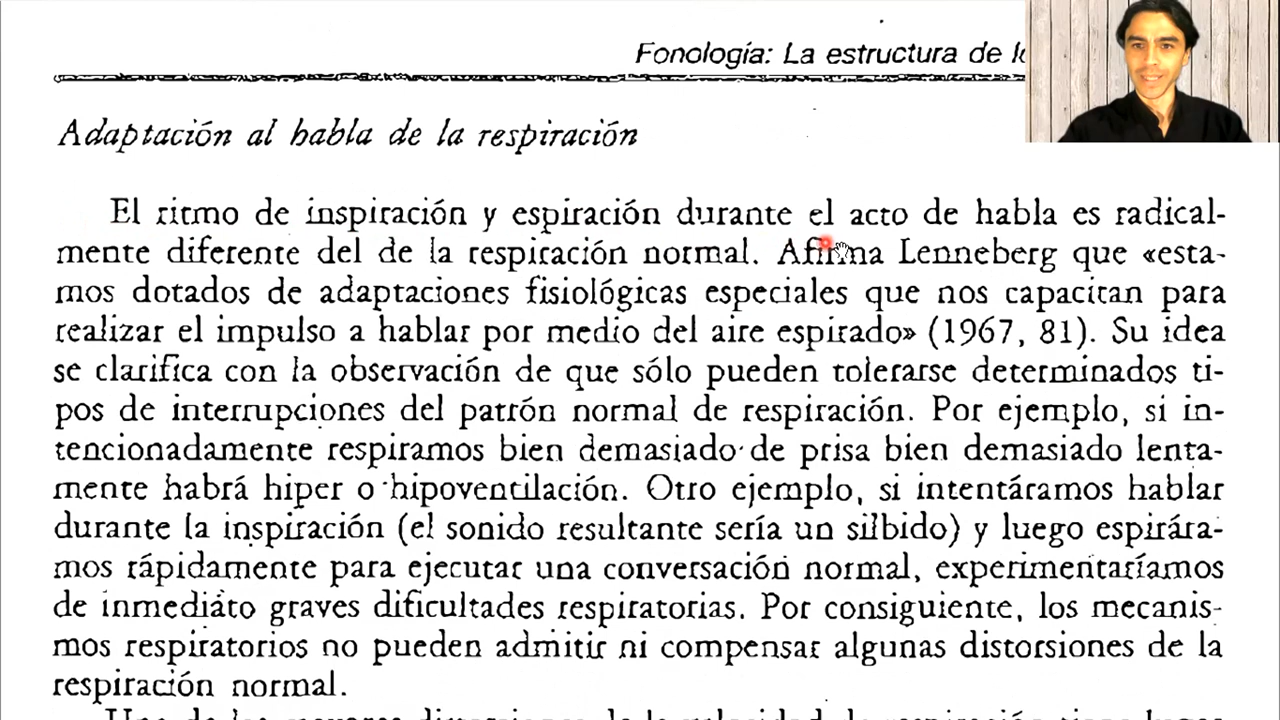 Fonología: La estructura de lo
Adaptación al habla de la respiración
El ritmo de inspiración y espiración durante el acto de habla es radical-
mente diferente del de la respiración normal. Afirma Lenneberg que «esta-
mos dotados de adaptaciones fisiológicas especiales que nos capacitan para
realizar el impulso a hablar por medio del aire espirado» (1967, 81). Su idea
se clarifica con la observación de que sólo pueden tolerarse determinados ti-
pos de interrupciones del patrón normal de respiración. Por ejemplo, si in-
tencionadamente respiramos bien demasiado de prisa bien demasiado lenta-
mente habrá hiper o hipoventilación. Otro ejemplo, si intentáramos hablar
durante la inspiración (el sonido resultante sería un silbido) y luego espirára-
mos rápidamente para ejecutar una conversación normal, experimentaríamos
de inmediato graves dificultades respiratorias. Por consiguiente, los mecanis-
mos respiratorios no pueden admitir ni compensar algunas distorsiones de la
respiración normal.